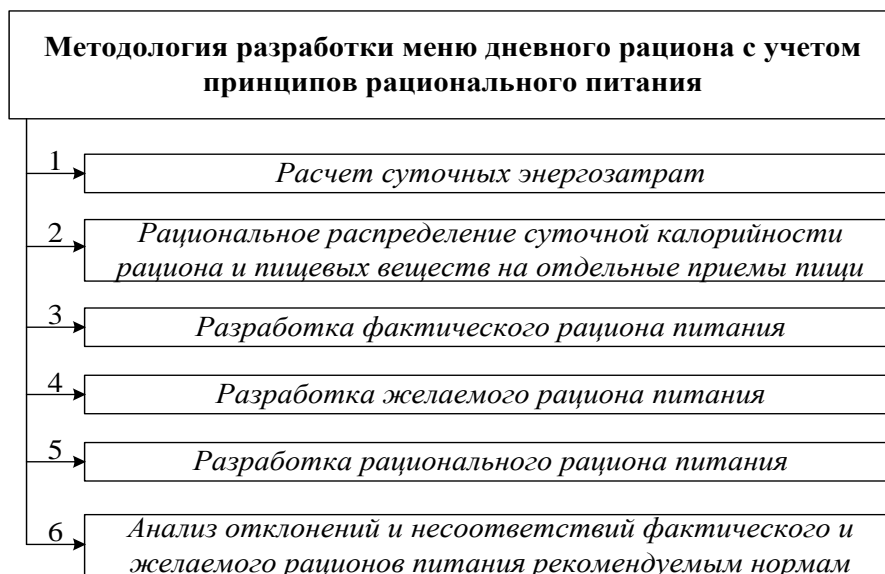 Методология разработки меню дневного рациона с учетом
принципов рационального питания
1
Расчет суточных энергозатрат
2
Рациональное распределение суточной калорийности
рациона и пищевых веществ на отдельные приемы пищи
3
Разработка фактического рациона питания
4
Разработка желаемого рациона питания
5
Разработка рационального рациона питания
6
Анализ отклонений и несоответствий фактического и
желаемого рационов питания рекомендуемым нормам